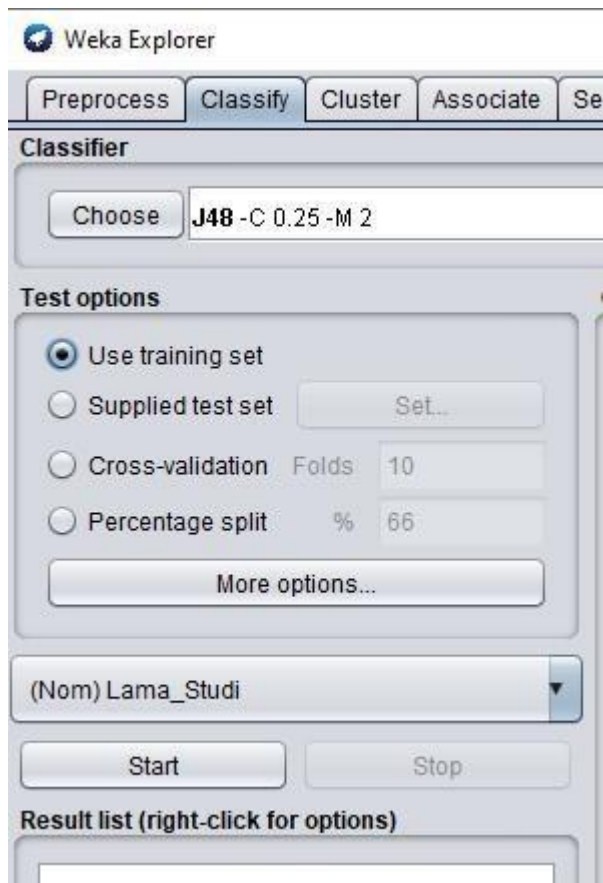 Weka Explorer
Preprocess Classify Cluster Associate Se
Classifier
Choose J48 -C 0.25 -M 2
Test options
Use training set
Supplied test set Set...
Cross-validation Folds 10
Percentage split % 66
More options...
(Nom) Lama_Studi
Start Stop
Result list (right-click for options)